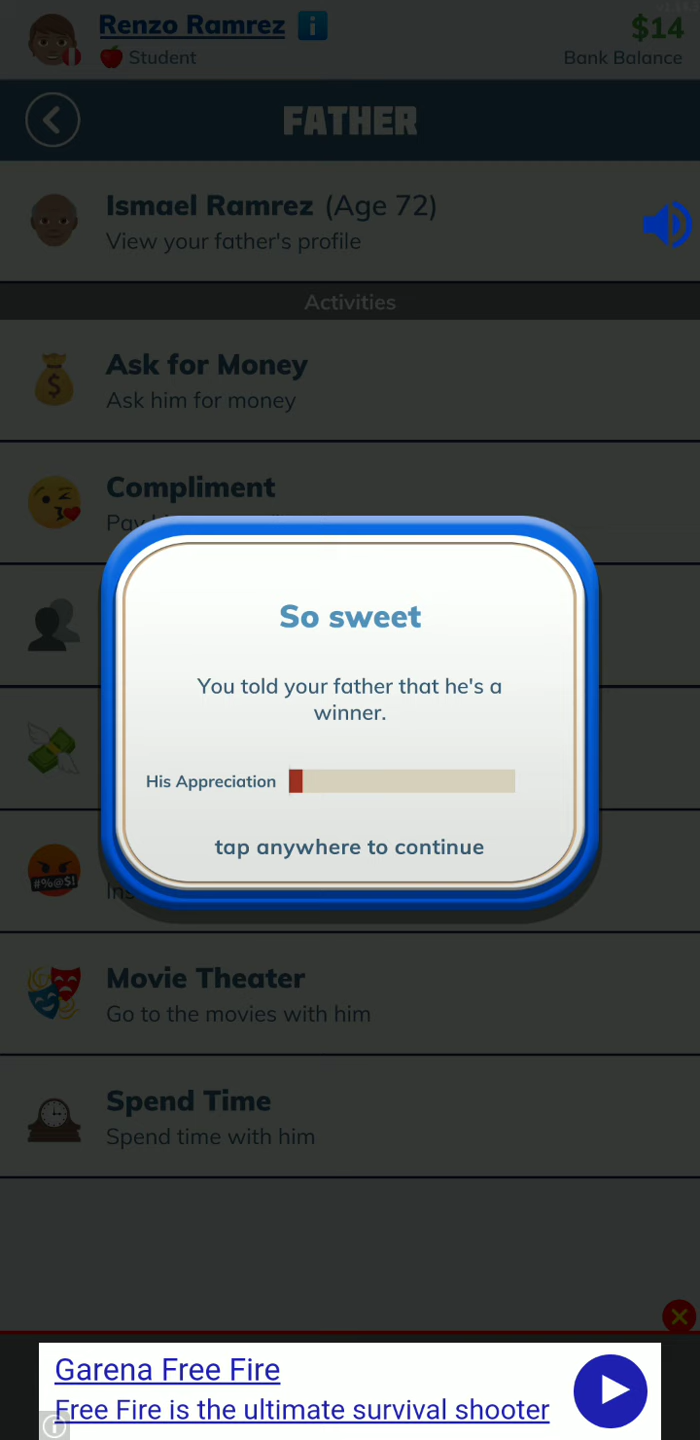 Renzo Ramrez
$14
Student
Bank Balance
FATHER
Ismael Ramrez (Age 72)
View your father's profile
Activities
Ask for Money
Ask him for money
Compliment
Pay
So sweet
You told your father that he's a
winner.
His Appreciation
tap anywhere to continue
#%@$!
Ins
Movie Theater
Go to the movies with him
Spend Time
Spend time with him
Garena Free Fire
Free Fire is the ultimate survival shooter